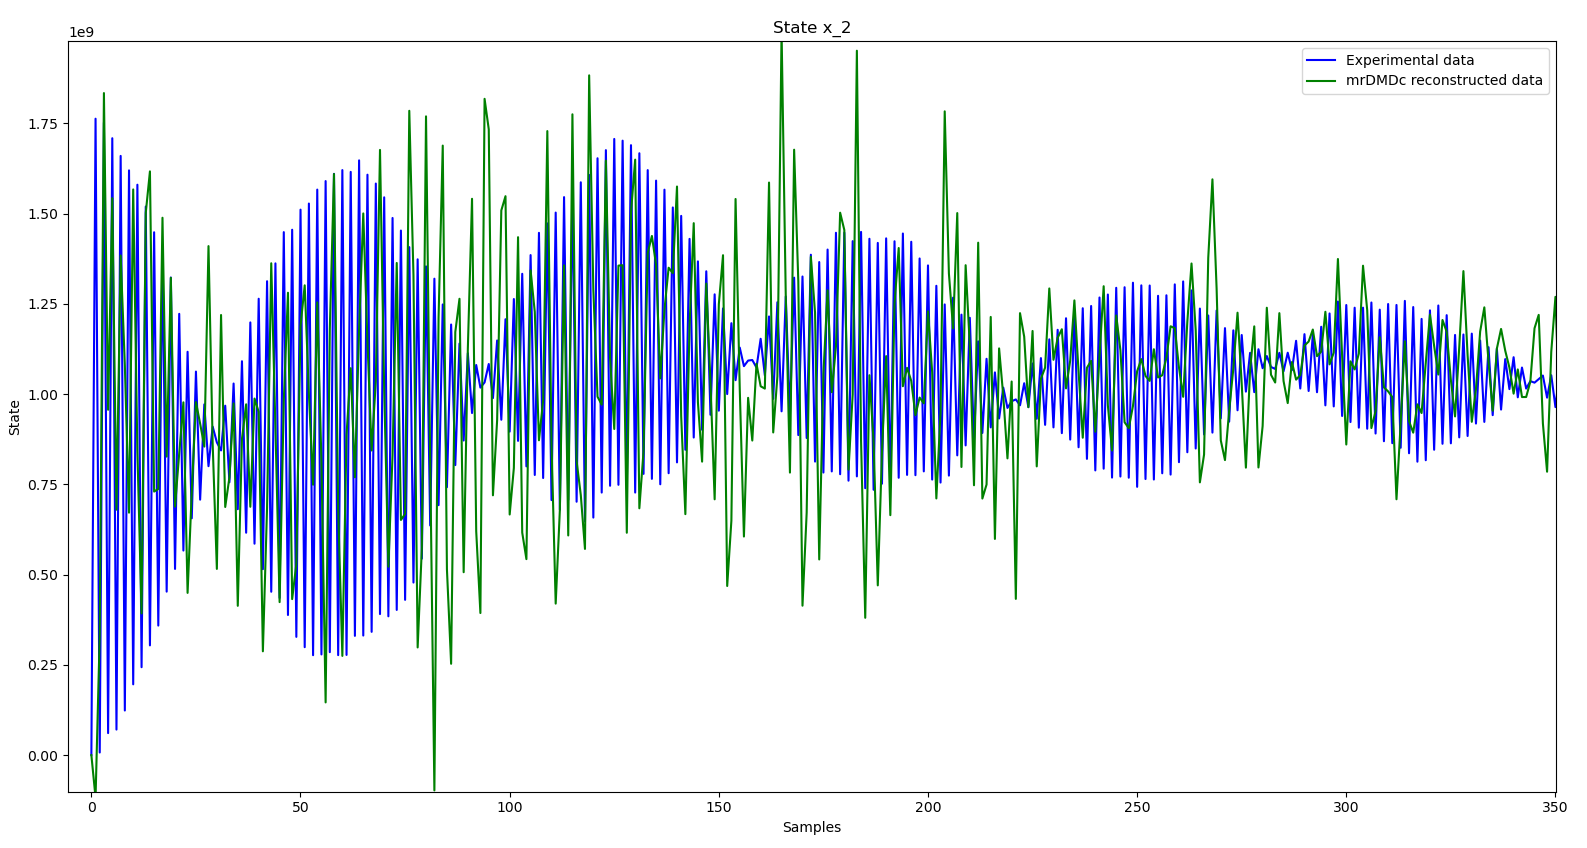 State x_2
1e9
Experimental data
mrDMDc reconstructed data
1.75
1.50
1.25
1.00
0.75
0.50
0.25
0.00
State
0 50 100 150 200 250 300 350
Samples